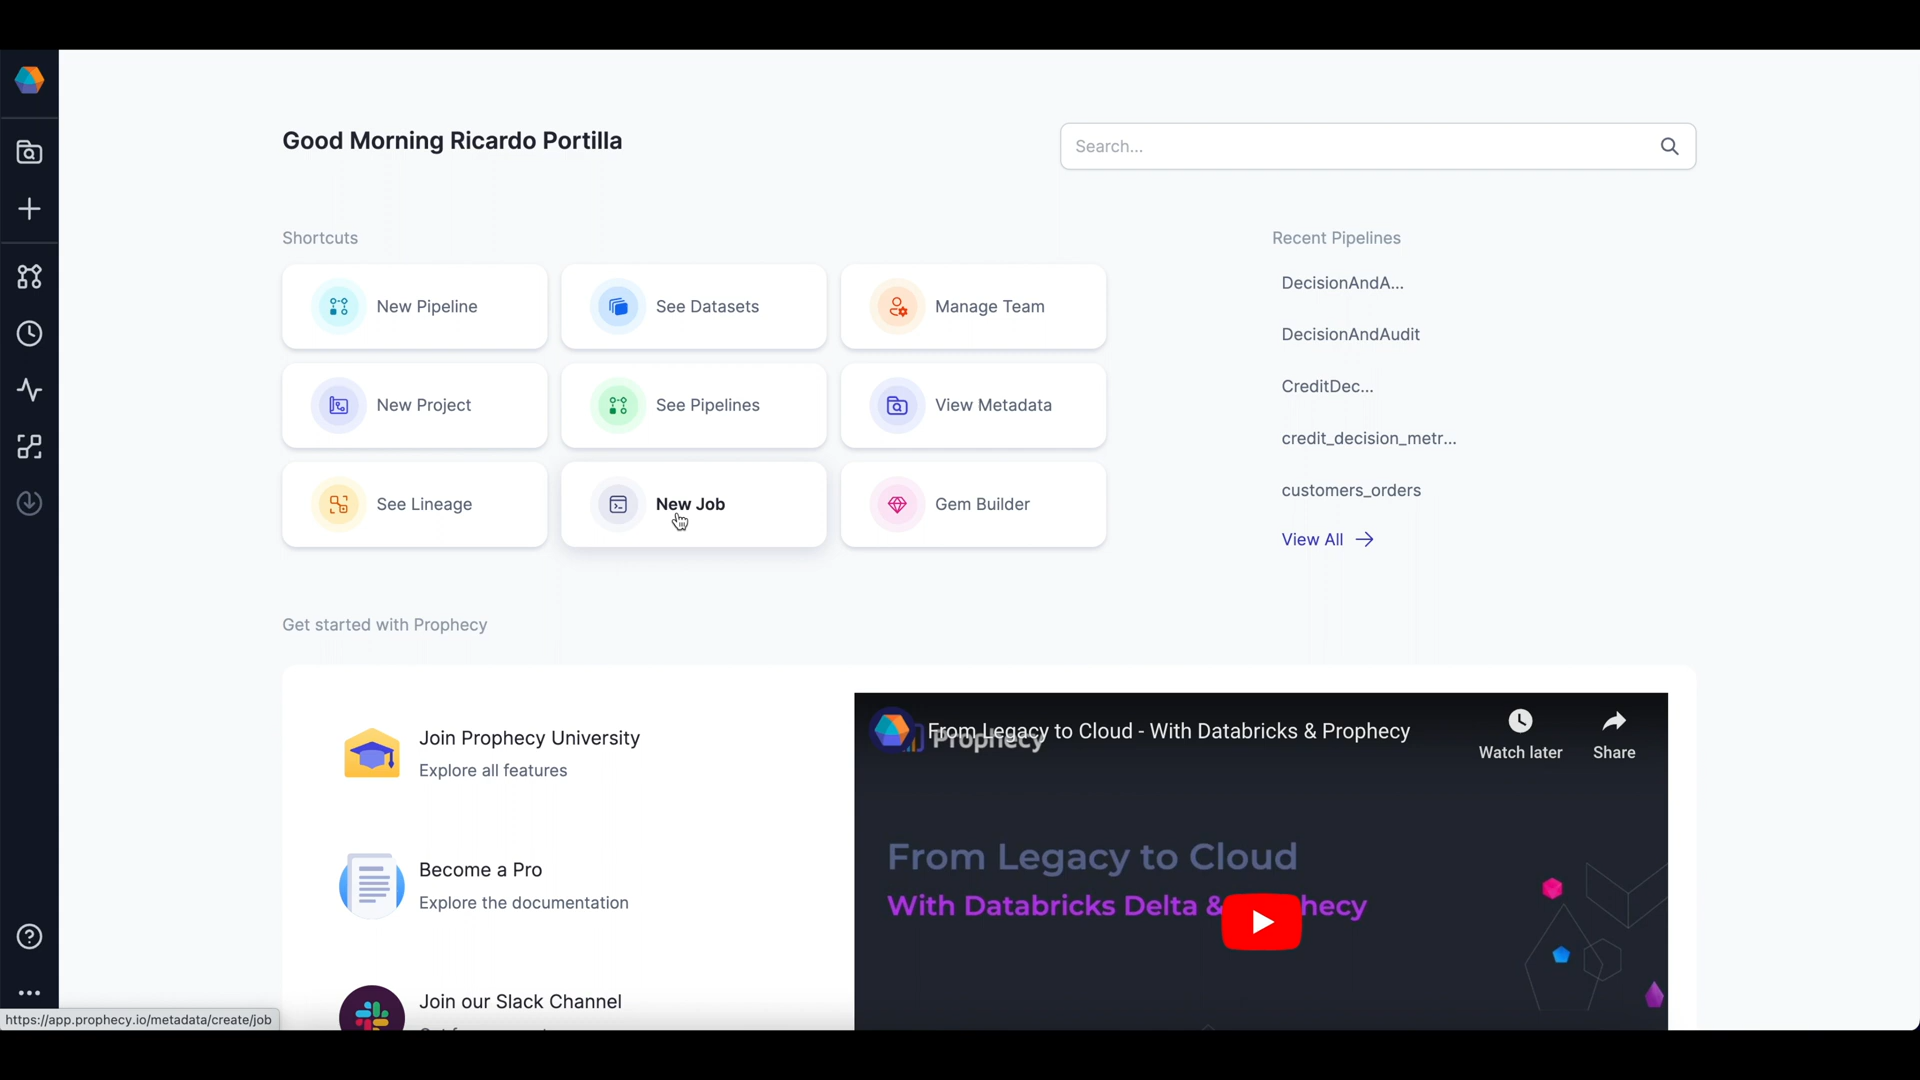 Good Morning Ricardo Portilla
Search...
Shortcuts
Recent Pipelines
New Pipeline
See Datasets
Manage Team
DecisionAndA...
DecisionAndAudit
New Project
See Pipelines
View Metadata
CreditDec...
credit_decision_metr...
See Lineage
New Job
Gem Builder
customers_orders
View All
Get started with Prophecy
Join Prophecy University
Explore all features
Become a Pro
Explore the documentation
Join our Slack Channel
From Legacy to Cloud - With Databricks & Prophecy
Prophecy
Watch later
Share
From Legacy to Cloud
With Databricks Delta & hecy
https://app.prophecy.io/metadata/create/job